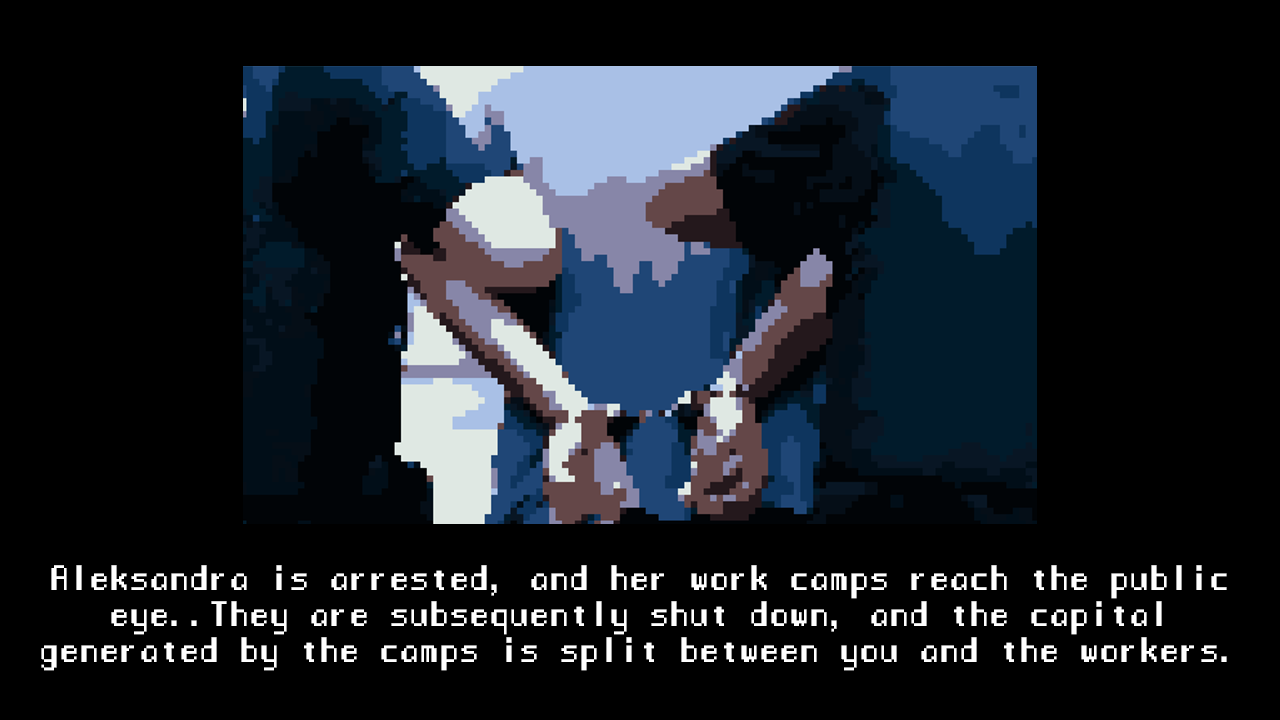 Aleksandra is arrested, and her work camps reach the public
eye..They are subsequently shut down, and the capital
generated by the camps is split between you and the workers.